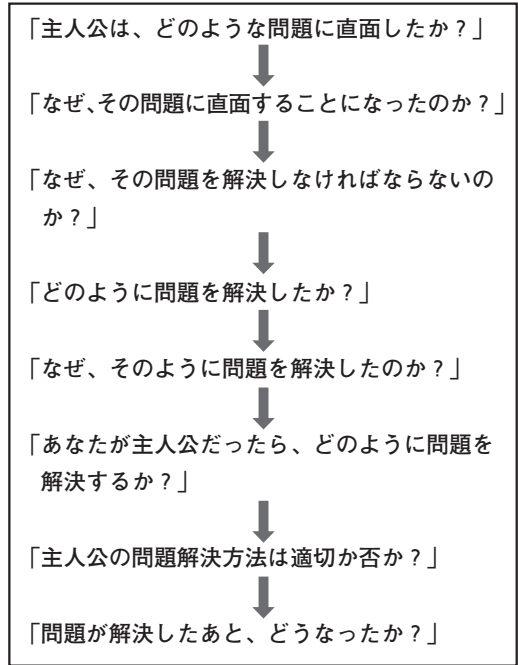 「主人公は、どのような問題に直面したか？」
「なぜ､その問題に直面することになったのか？」
「なぜ、その問題を解決しなければならないの
か？」
「どのように問題を解決したか？」
「なぜ、そのように問題を解決したのか？」
「あなたが主人公だったら、どのように問題を
解決するか？」
「主人公の問題解決方法は適切か否か？」
「問題が解決したあと、どうなったか？」